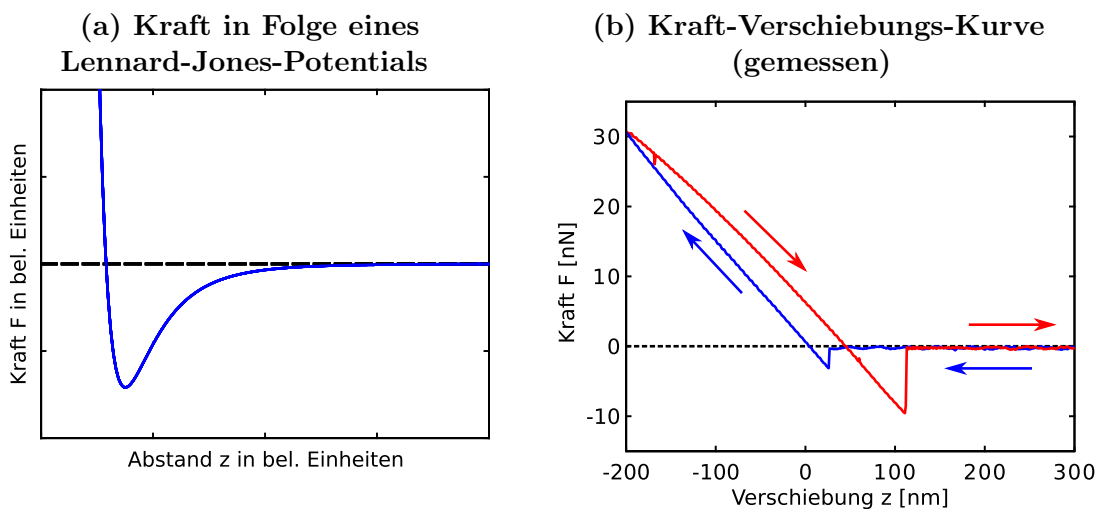 (a) Kraft in Folge eines
Lennard-Jones-Potentials
Kraft F in bel. Einheiten
Abstand z in bel. Einheiten
(b) Kraft-Verschiebungs-Kurve
(gemessen)
Kraft F [nN]
30
20
10
0
-10
-200 -100 0 100 200 300
Verschiebung z [nm]